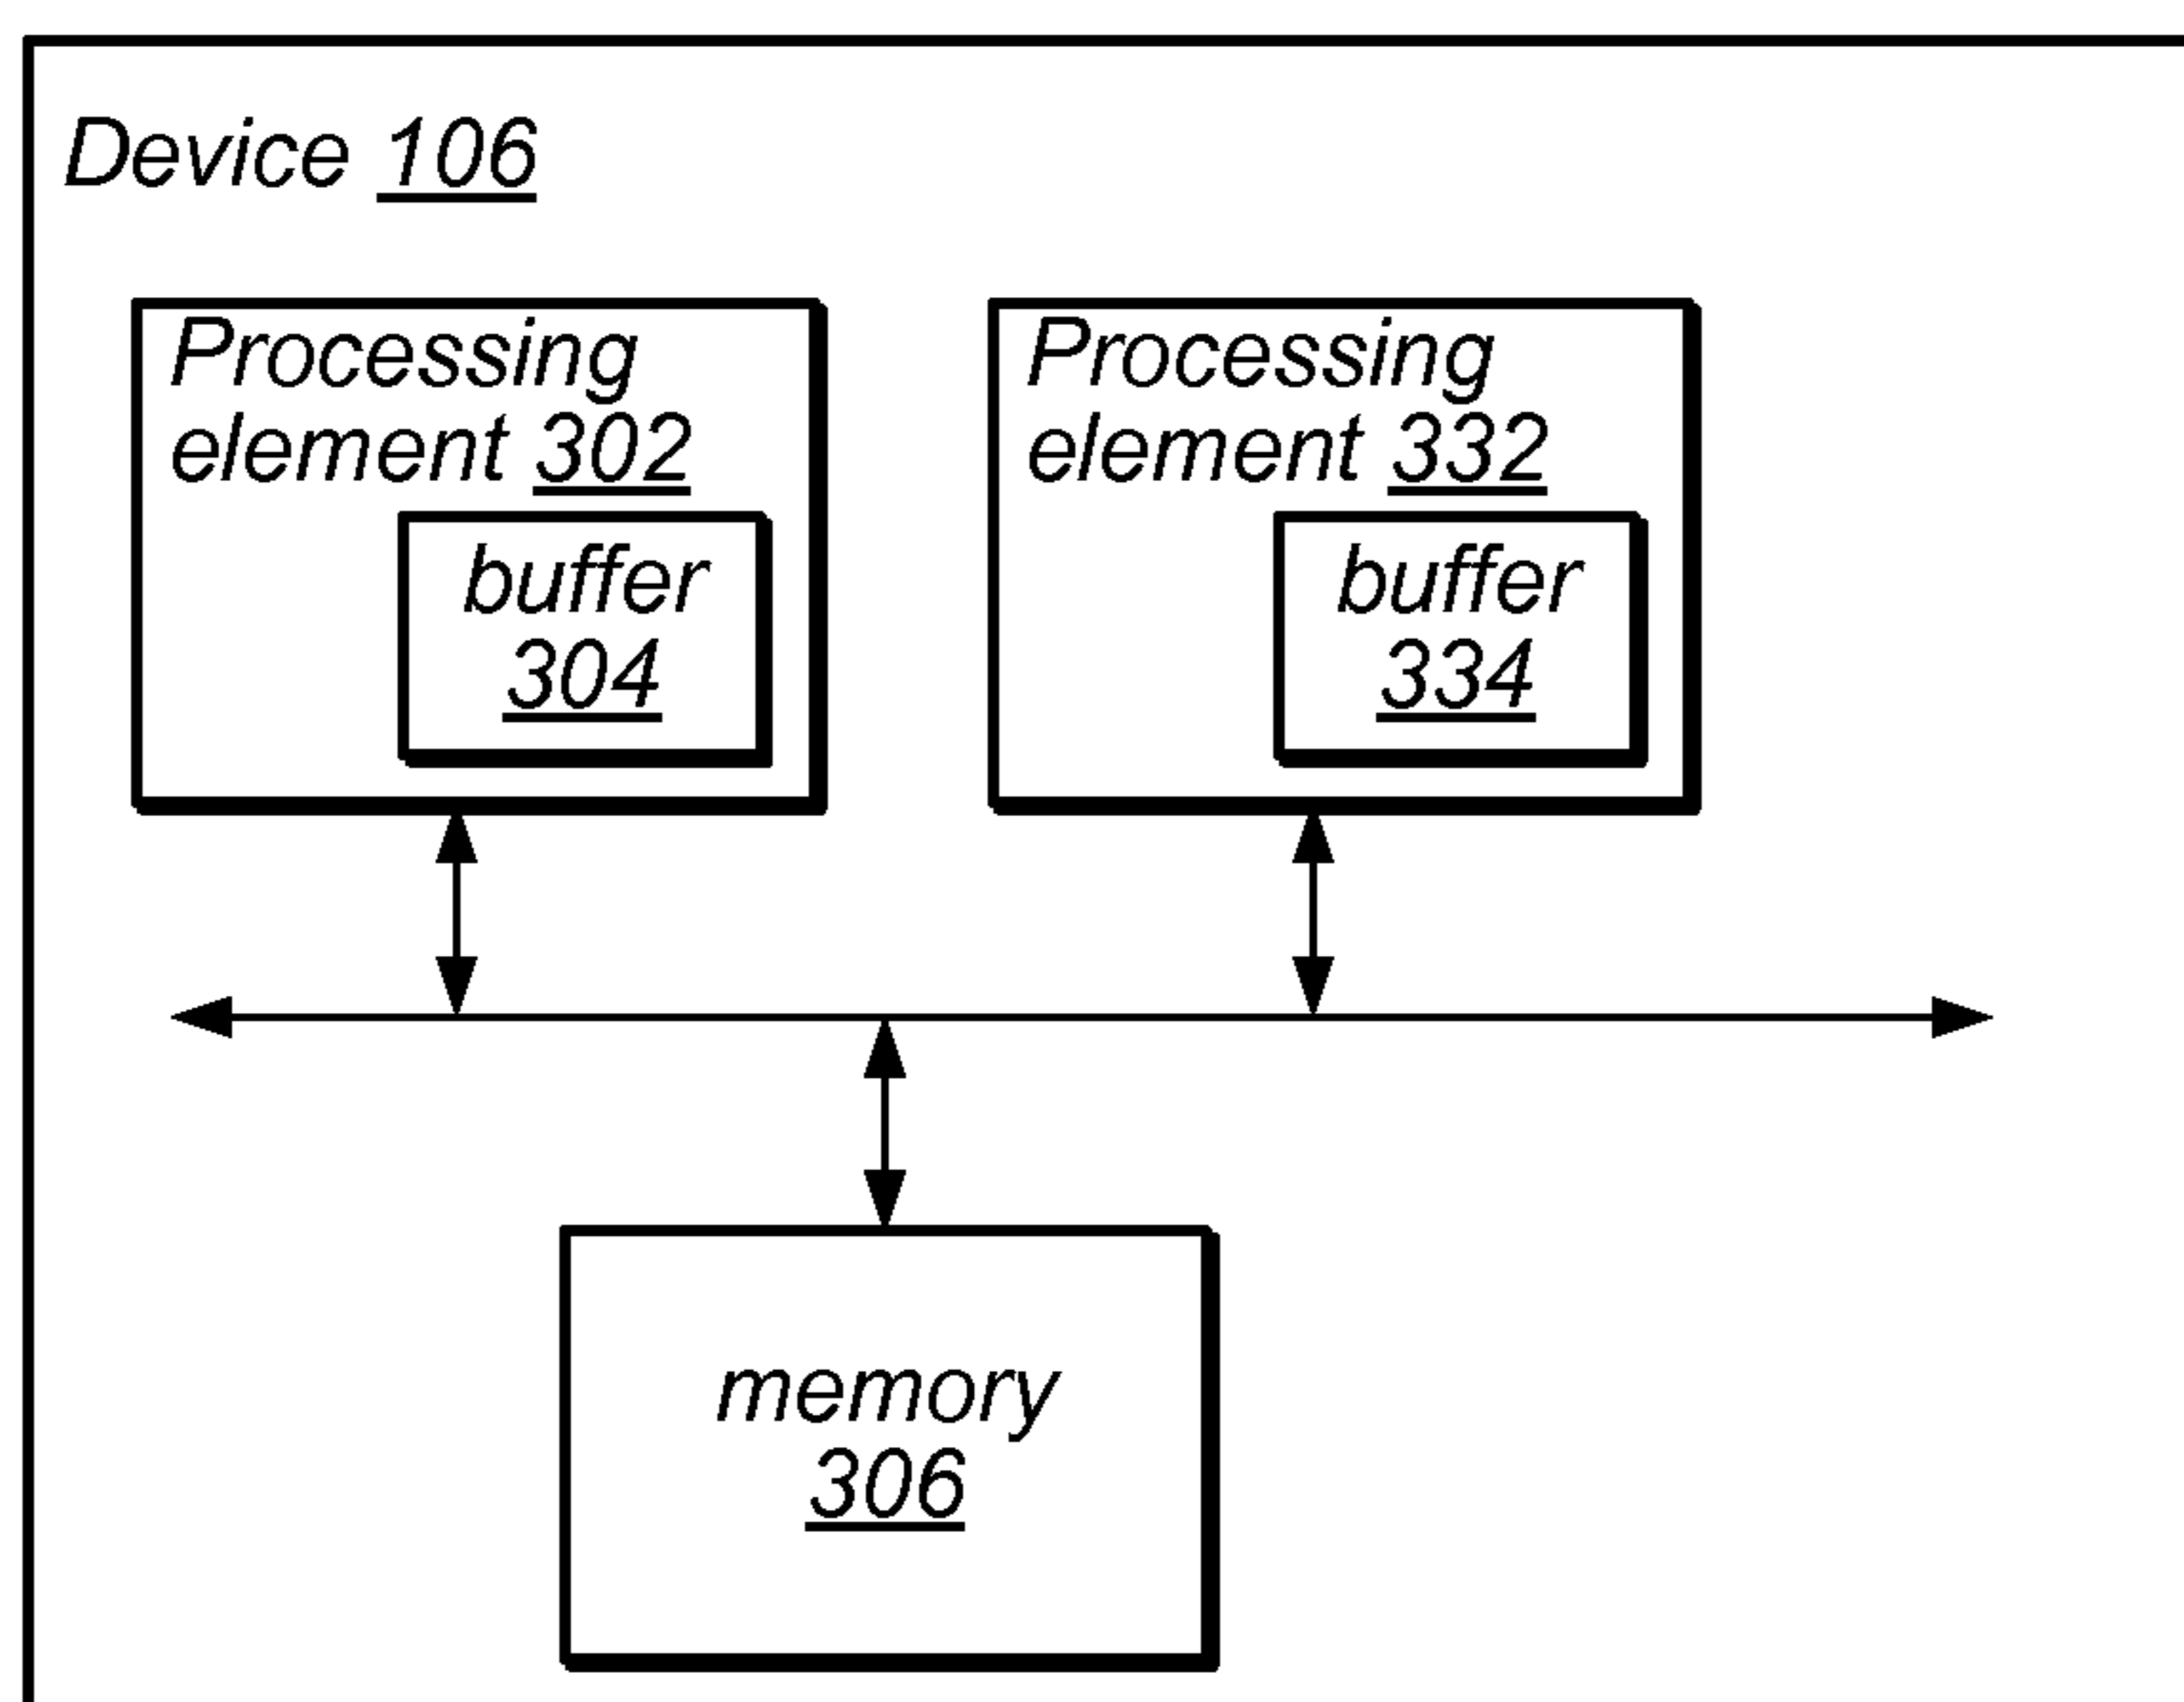 Device 106
Processing
element 302
buffer
304
Processing
element 332
buffer
334
memory
306